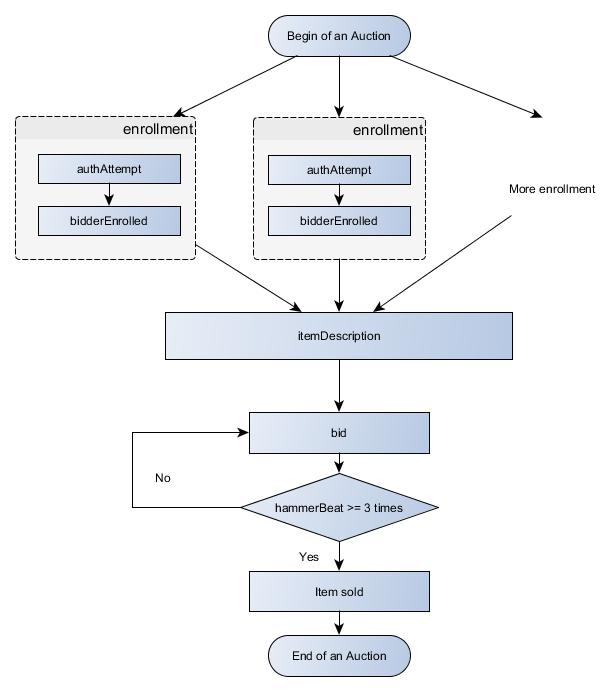 Begin of an Auction
enrollment
authAttempt
bidderEnrolled
enrollment
authAttempt
bidderEnrolled
More enrollment
itemDescription
bid
No
hammerBeat >= 3 times
Yes
Item sold
End of an Auction